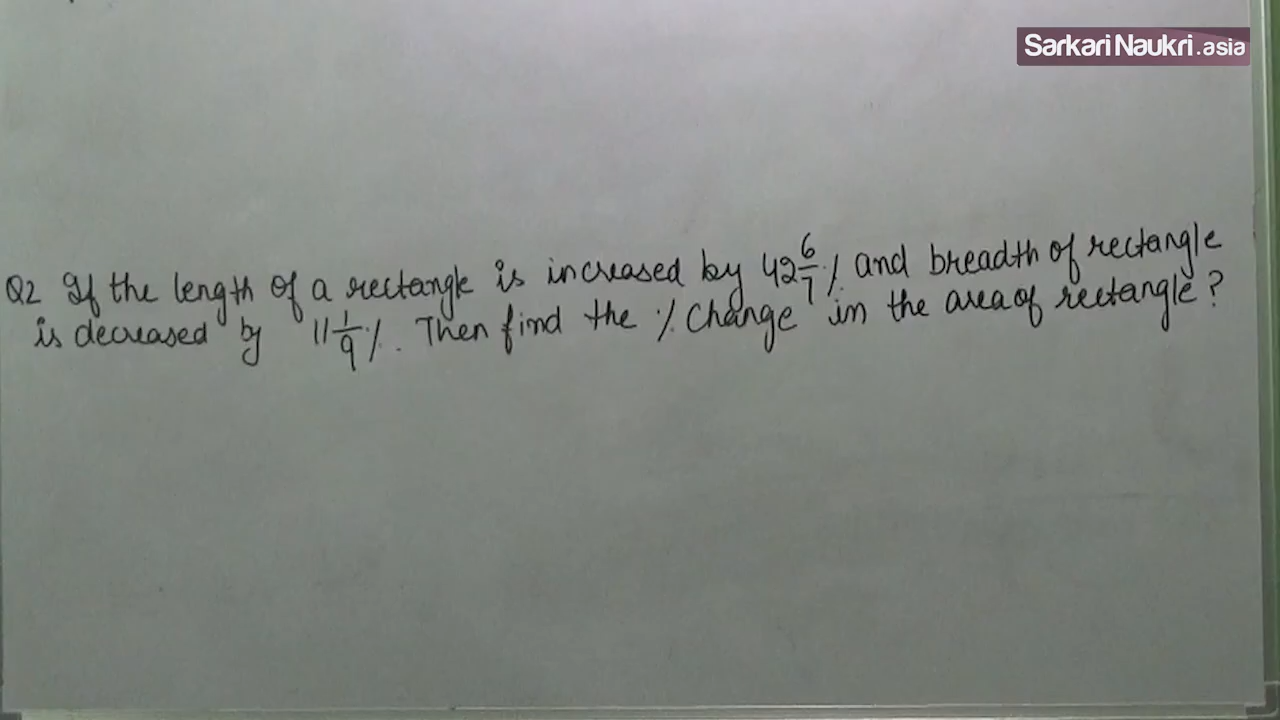 SarkariNaukri.asia
Q2 If the length of a rectangle is increased by 42 6/7 % and breadth of rectangle
is decreased by 11 1/9 %. Then find the % Change in the area of rectangle?